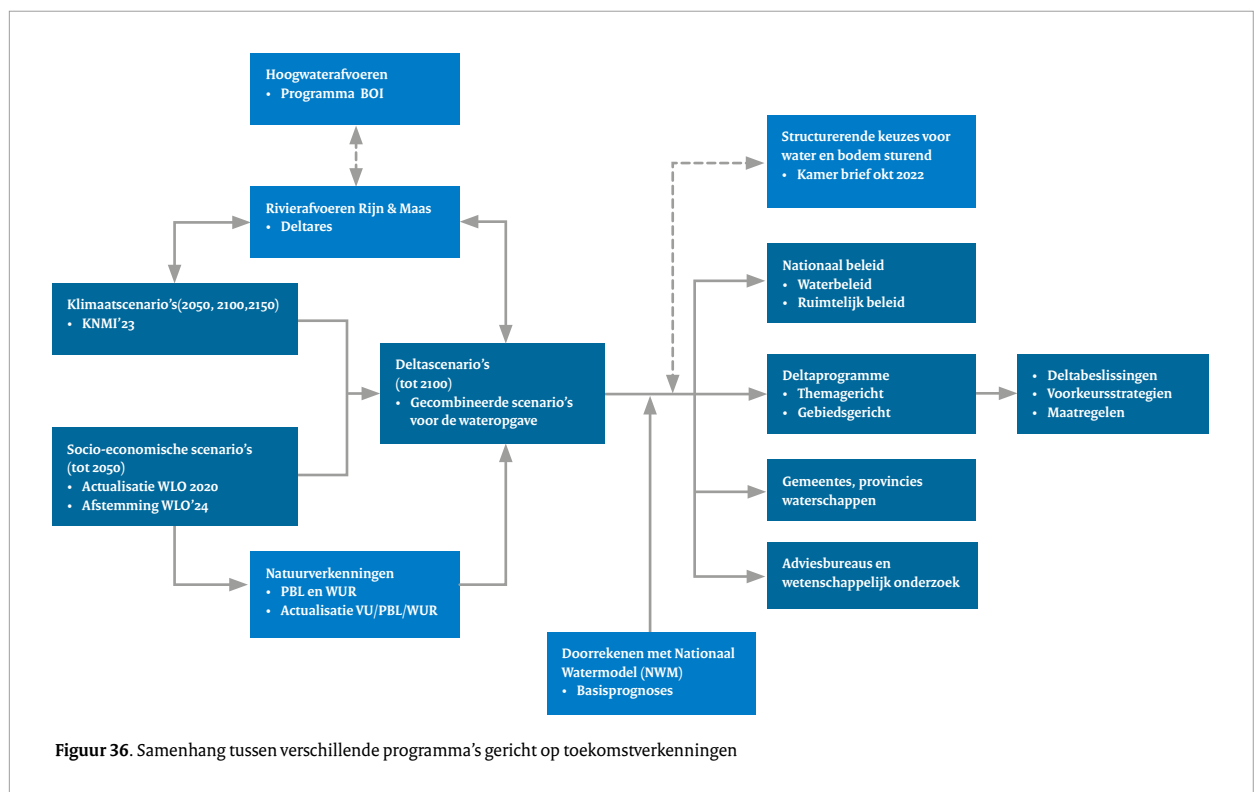 Hoogwaterafvoeren
• Programma BOI
Rivierafvoeren Rijn & Maas
• Deltares
Klimaatscenario's(2050, 2100,2150)
• KNMI'23
Socio-economische scenario's
(tot 2050)
• Actualisatie WLO 2020
• Afstemming WLO'24
Natuurverkenningen
• PBL en WUR
• Actualisatie VU/PBL/WUR
Deltascenario's
(tot 2100)
• Gecombineerde scenario's
voor de wateropgave
Doorrekenen met Nationaal
Watermodel (NWM)
• Basisprognoses
Structurerende keuzes voor
water en bodem sturend
• Kamer brief okt 2022
Nationaal beleid
• Waterbeleid
• Ruimtelijk beleid
Deltaprogramme
• Themagericht
• Gebiedsgericht
• Deltabeslissingen
• Voorkeursstrategien
• Maatregelen
Gemeentes, provincies
waterschappen
Adviesbureaus en
wetenschappelijk onderzoek
Figuur 36. Samenhang tussen verschillende programma's gericht op toekomstverkenningen